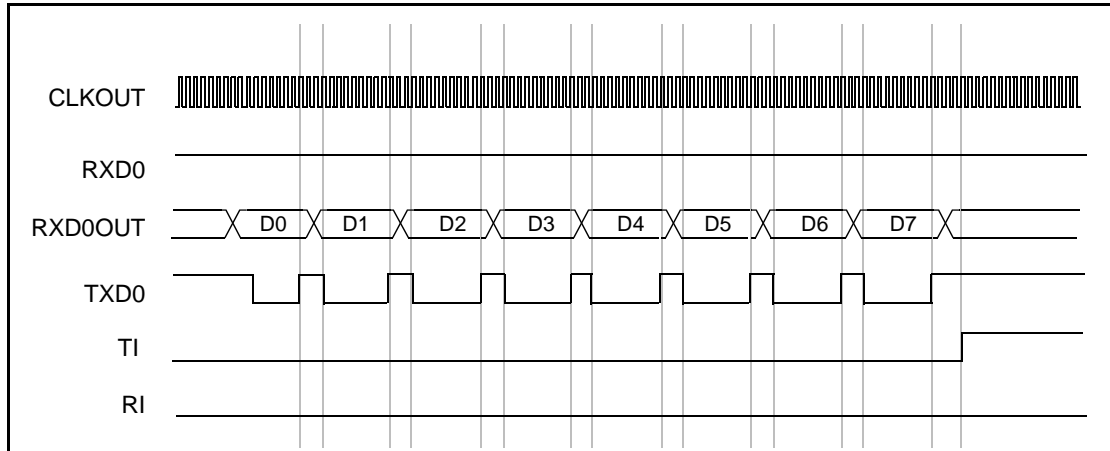 CLKOUT
RXD0
RXD0OUT D0 D1 D2 D3 D4 D5 D6 D7
TXD0
TI
RI